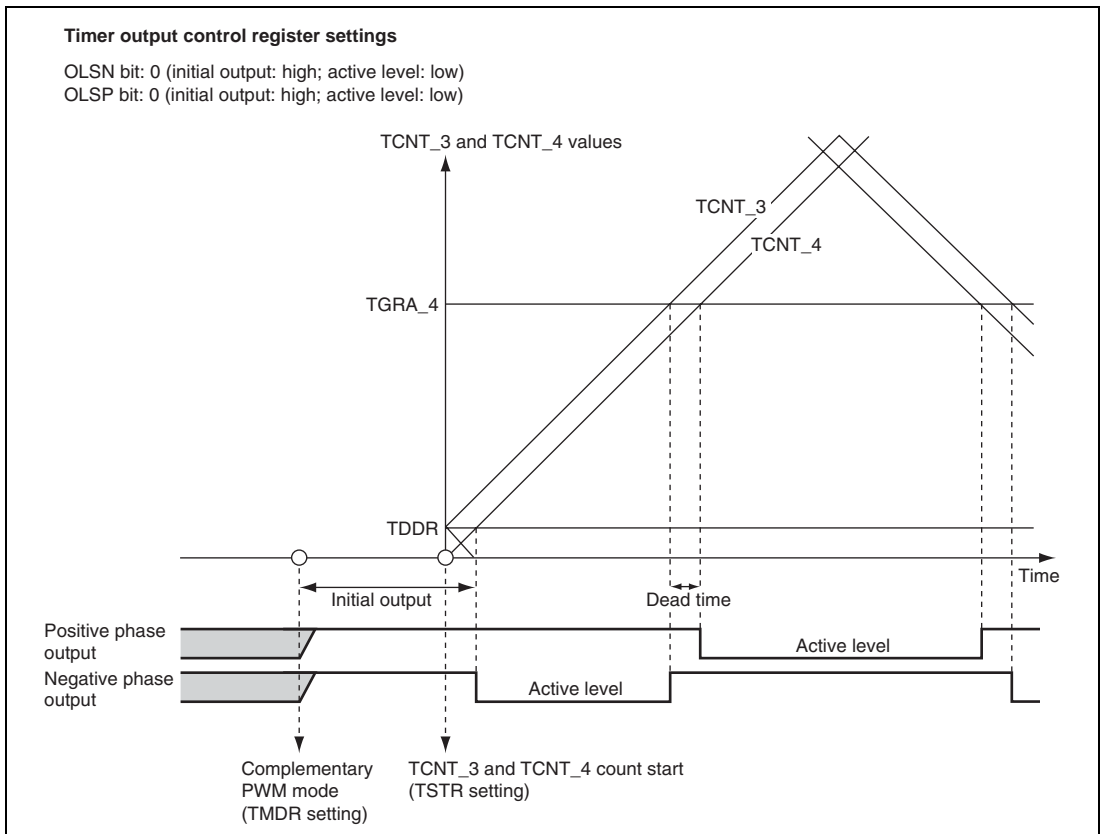 Timer output control register settings
OLSN bit: 0 (initial output: high; active level: low)
OLSP bit: 0 (initial output: high; active level: low)
TCNT_3 and TCNT_4 values
TCNT_3
TCNT_4
TGRA_4
TDDR
Time
Initial output
Dead time
Positive phase
output
Active level
Negative phase
output
Active level
Complementary
PWM mode
(TMDR setting)
TCNT_3 and TCNT_4 count start
(TSTR setting)